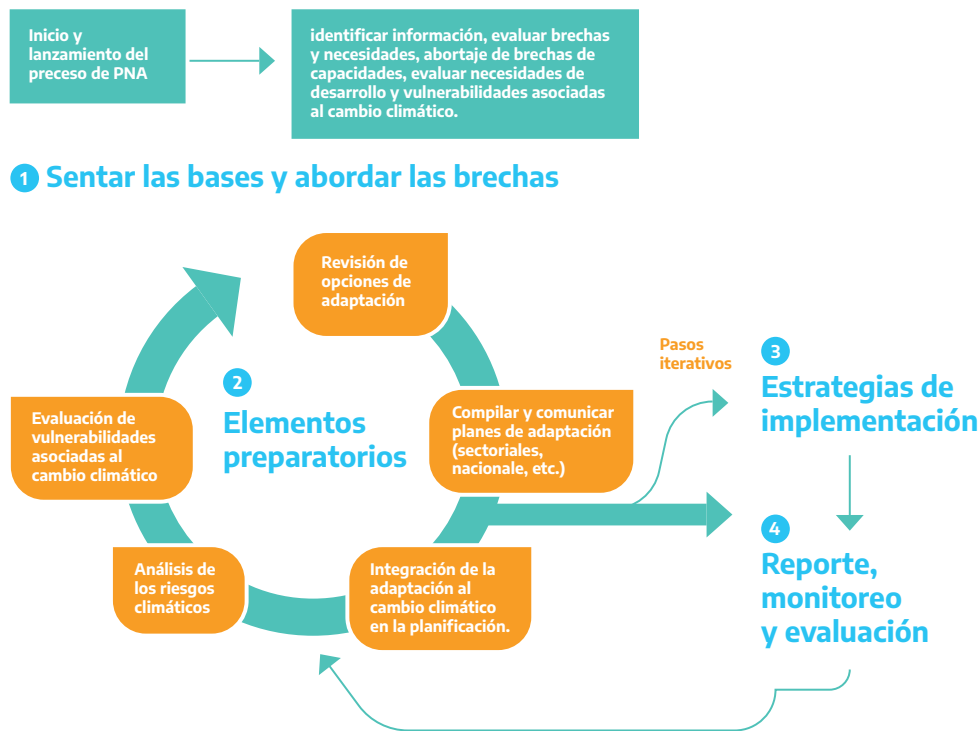 Inicio y
lanzamiento del
preceso de PNA
identificar información, evaluar brechas
y necesidades, abortaje de brechas de
capacidades, evaluar necesidades de
desarrollo y vulnerabilidades asociadas
al cambio climático.
1 Sentar las bases y abordar las brechas
Revisión de
opciones de
adaptación
Pasos
iterativos
3
Estrategias de
implementación
2
Elementos
preparatorios
Evaluación de
vulnerabilidades
asociadas al
cambio climático
Compilar y comunicar
planes de adaptación
(sectoriales,
nacionale, etc.)
4
Reporte,
monitoreo
y evaluación
Análisis de
los riesgos
climáticos
Integración de la
adaptación al
cambio climático
en la planificación.